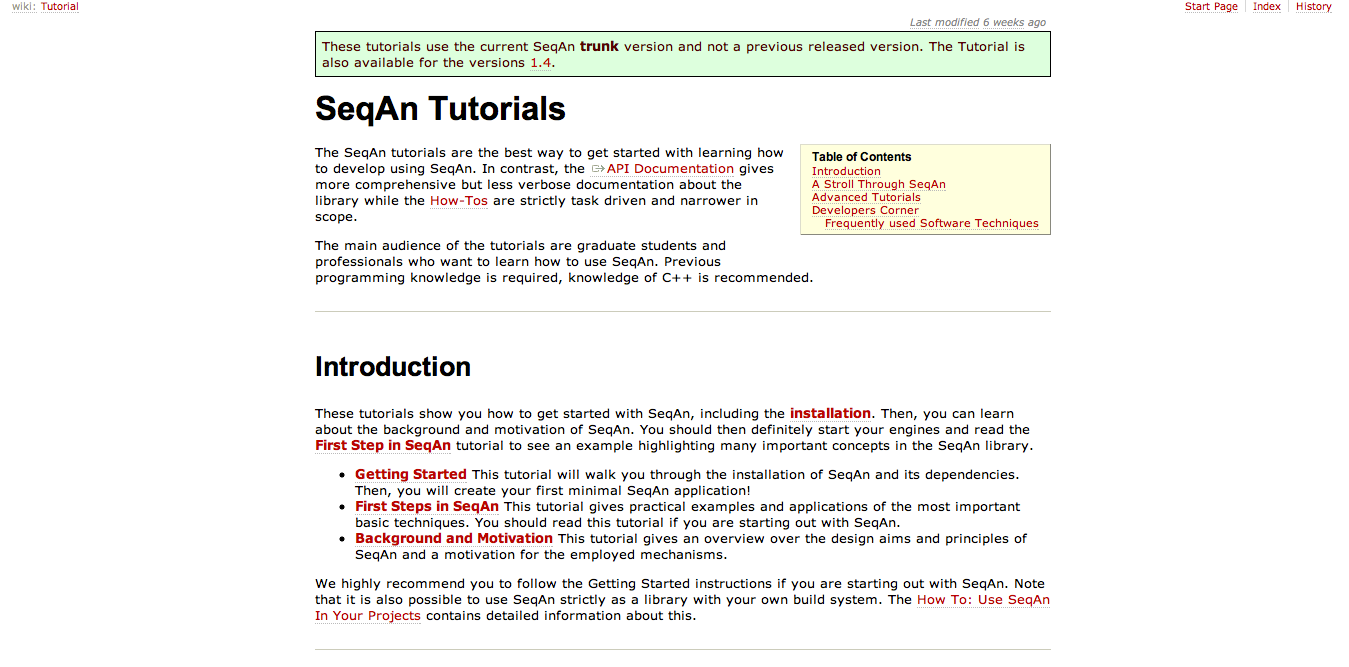 wiki: Tutorial
Start Page Index History
Last modified 6 weeks ago
These tutorials use the current SeqAn trunk version and not a previous released version. The Tutorial is
also available for the versions 1.4.
SeqAn Tutorials
The SeqAn tutorials are the best way to get started with learning how
to develop using SeqAn. In contrast, the API Documentation gives
more comprehensive but less verbose documentation about the
library while the How-Tos are strictly task driven and narrower in
scope.
Table of Contents
Introduction
A Stroll Through SeqAn
Advanced Tutorials
Developers Corner
Frequently used Software Techniques
The main audience of the tutorials are graduate students and
professionals who want to learn how to use SeqAn. Previous
programming knowledge is required, knowledge of C++ is recommended.
Introduction
These tutorials show you how to get started with SeqAn, including the installation. Then, you can learn
about the background and motivation of SeqAn. You should then definitely start your engines and read the
First Step in SeqAn tutorial to see an example highlighting many important concepts in the SeqAn library.
• Getting Started This tutorial will walk you through the installation of SeqAn and its dependencies.
Then, you will create your first minimal SeqAn application!
• First Steps in SeqAn This tutorial gives practical examples and applications of the most important
basic techniques. You should read this tutorial if you are starting out with SeqAn.
• Background and Motivation This tutorial gives an overview over the design aims and principles of
SeqAn and a motivation for the employed mechanisms.
We highly recommend you to follow the Getting Started instructions if you are starting out with SeqAn. Note
that it is also possible to use SeqAn strictly as a library with your own build system. The How To: Use SeqAn
In Your Projects contains detailed information about this.